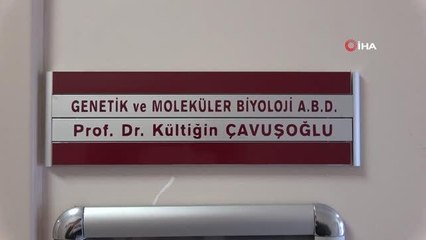 İHA
GENETİK ve MOLEKÜLER BİYOLOJİ A.B.D.
Prof. Dr. Kültiğin ÇAVUŞOĞLU